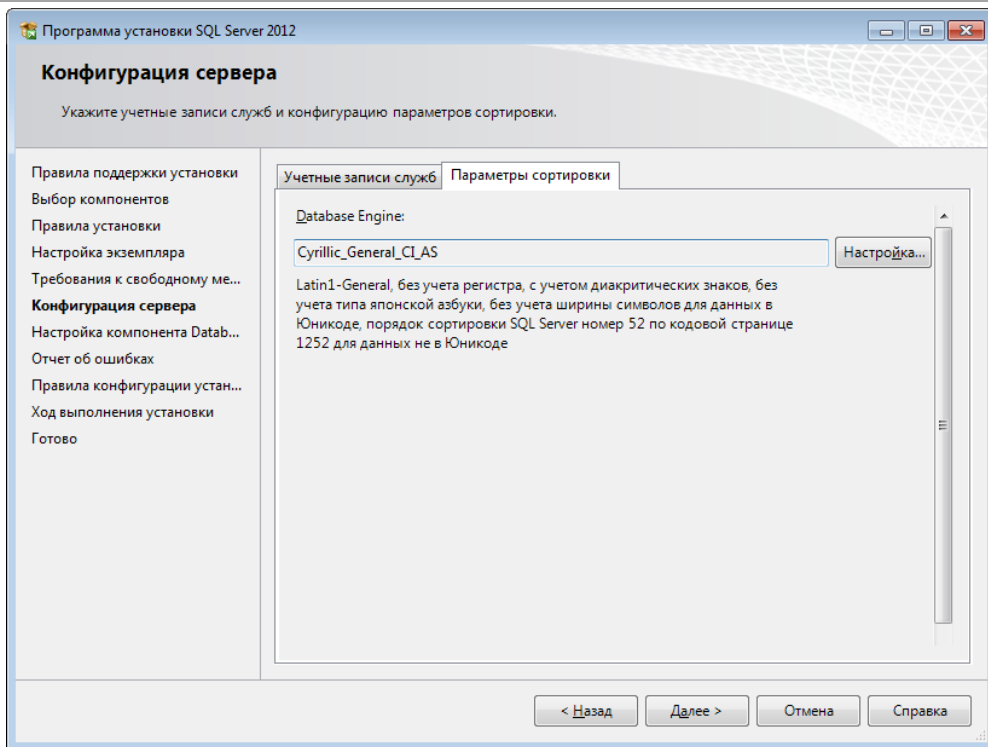 Программа установки SQL Server 2012
Конфигурация сервера
Укажите учетные записи служб и конфигурацию параметров сортировки.
Правила поддержки установки
Выбор компонентов
Правила установки
Настройка экземпляра
Требования к свободному ме...
Конфигурация сервера
Настройка компонента Datab...
Отчет об ошибках
Правила конфигурации устан...
Ход выполнения установки
Готово
Учетные записи служб
Параметры сортировки
Database Engine:
Cyrillic_General_CI_AS
Настройка...
Latin1-General, без учета регистра, с учетом диакритических знаков, без
учета типа японской азбуки, без учета ширины символов для данных в
Юникоде, порядок сортировки SQL Server номер 52 по кодовой странице
1252 для данных не в Юникоде
< Назад
Далее >
Отмена
Справка